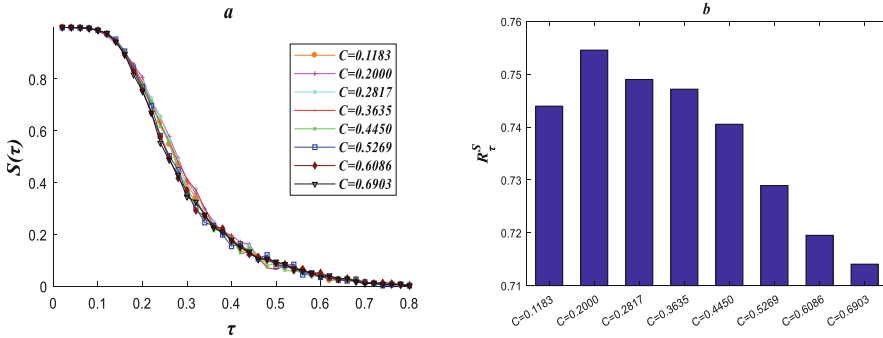 a
S(τ)
0.8
0.6
0.4
0.2
0
0
0.1
0.2
0.3
0.4
0.5
0.6
0.7
0.8
τ
C=0.1183
C=0.2000
C=0.2817
C=0.3635
C=0.4450
C=0.5269
C=0.6086
C=0.6903
b
R_τ^S
0.76
0.75
0.74
0.73
0.72
0.71
C=0.1183
C=0.2000
C=0.2817
C=0.3635
C=0.4450
C=0.5269
C=0.6086
C=0.6903